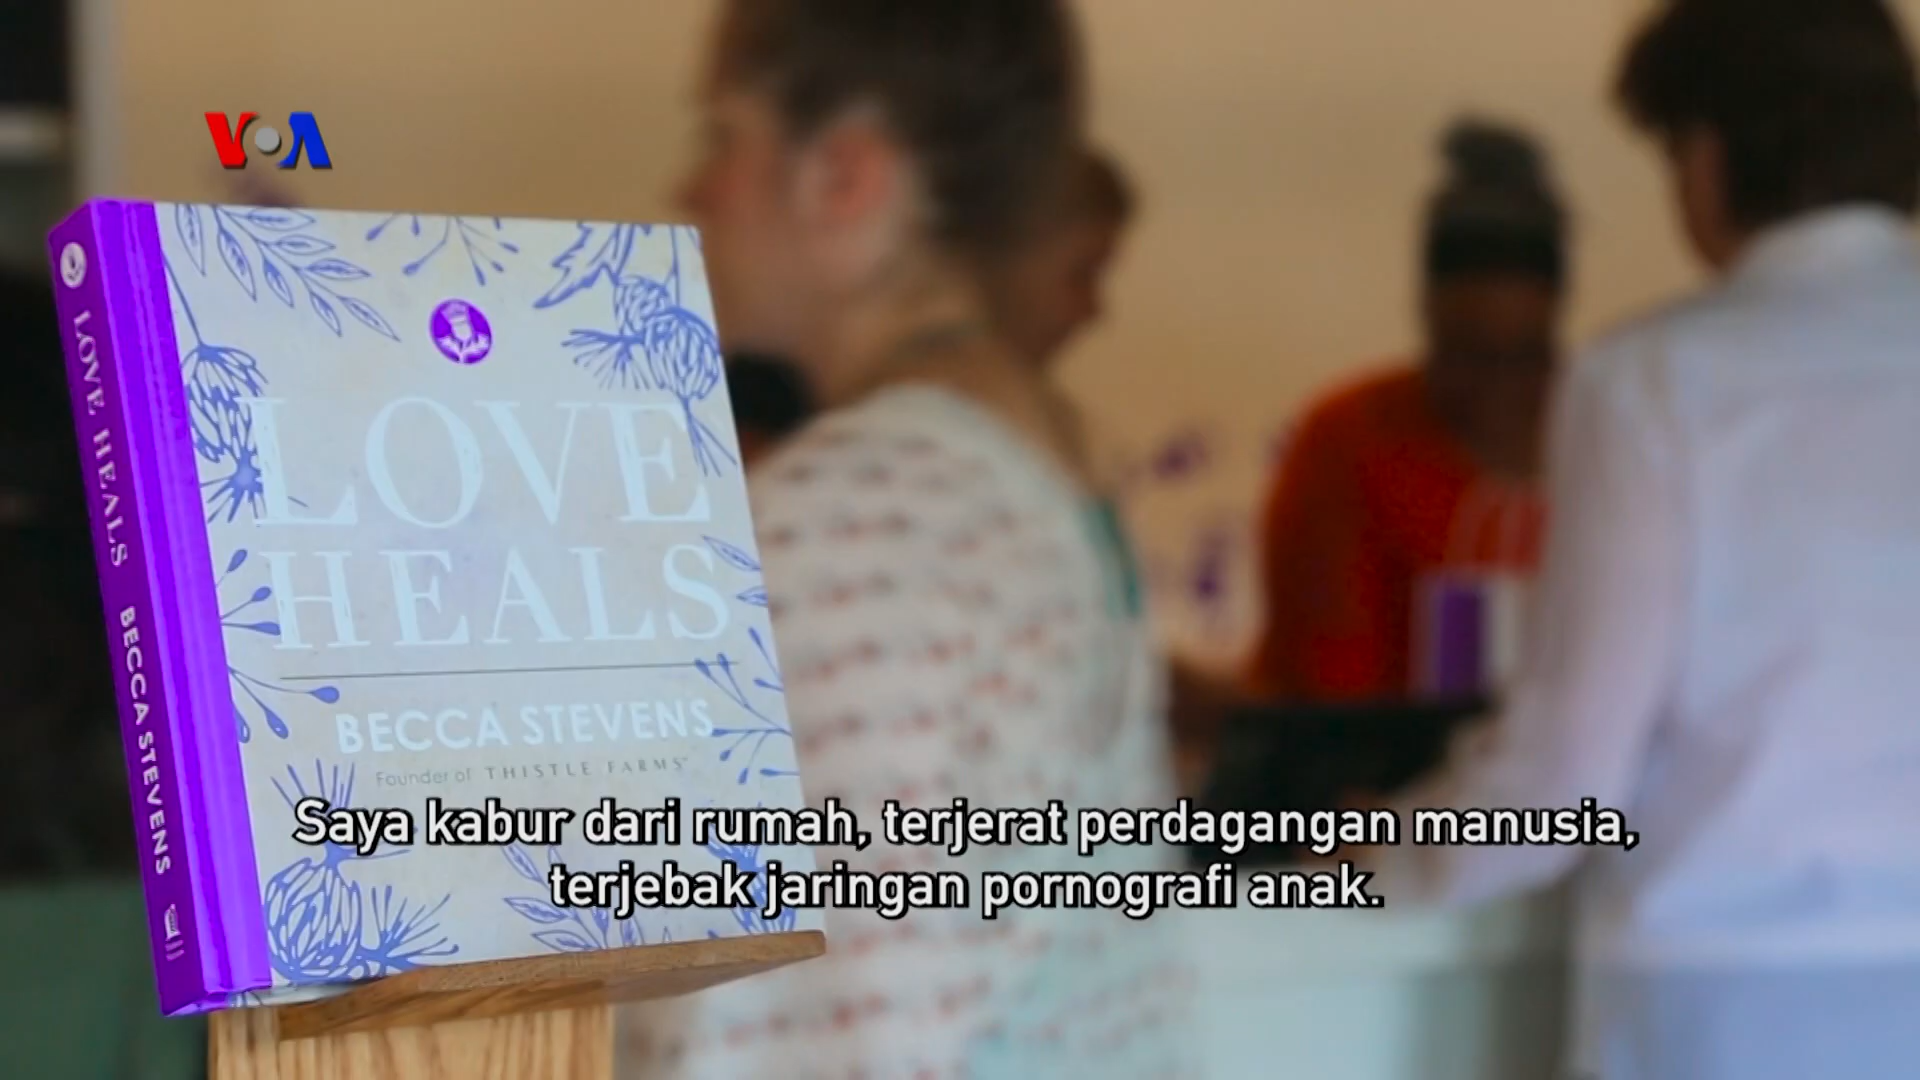 VOA
LOVE
HEALS
BECCA STEVENS
Founder of THISTLE FARMS™
LOVE HEALS BECCA STEVENS
Saya kabur dari rumah, terjerat perdagangan manusia,
terjebak jaringan pornografi anak.